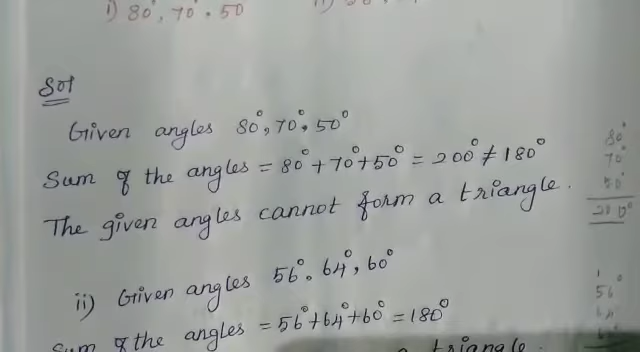 i) 80°, 70°, 50
Sol
Given angles 80°, 70°, 50°
Sum of the angles = 80° + 70° + 50° = 200° ≠ 180°
The given angles cannot form a triangle.
80°
70°
50°
200°
ii) Given angles 56°, 64°, 60°
Sum of the angles = 56° + 64° + 60° = 180°
a triangle.
1
56°
64